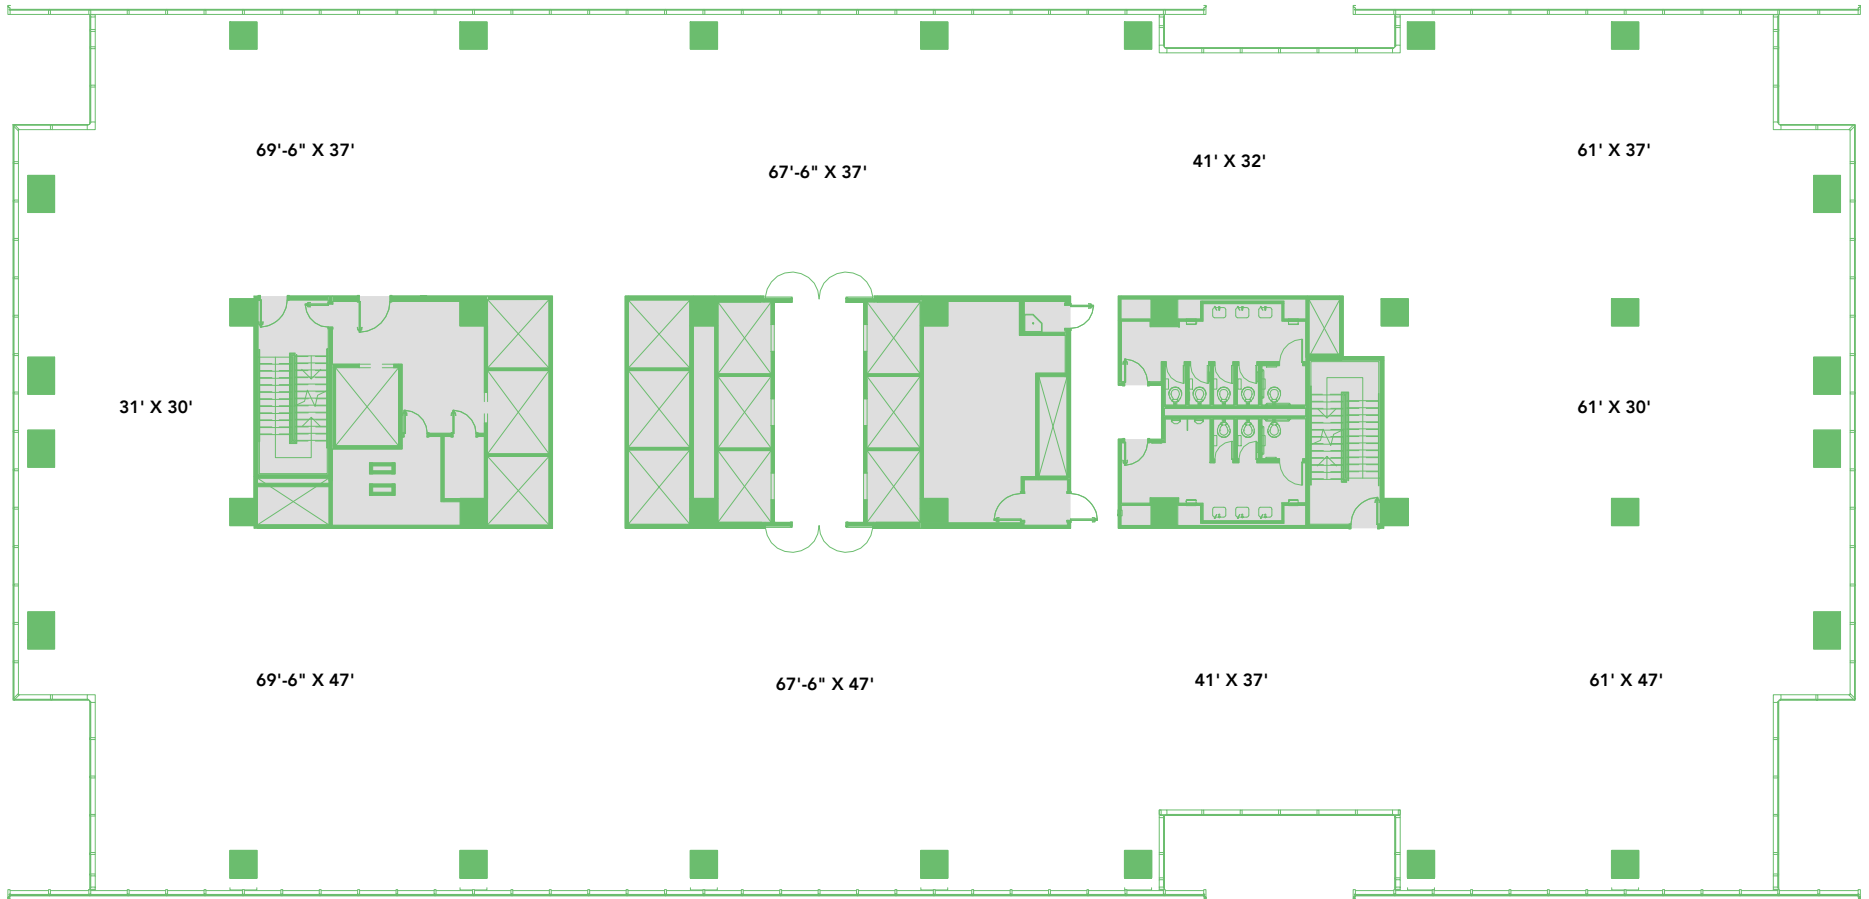 69'-6" X 37'
67'-6" X 37'
41' X 32'
61' X 37'
31' X 30'
61' X 30'
69'-6" X 47'
67'-6" X 47'
41' X 37'
61' X 47'